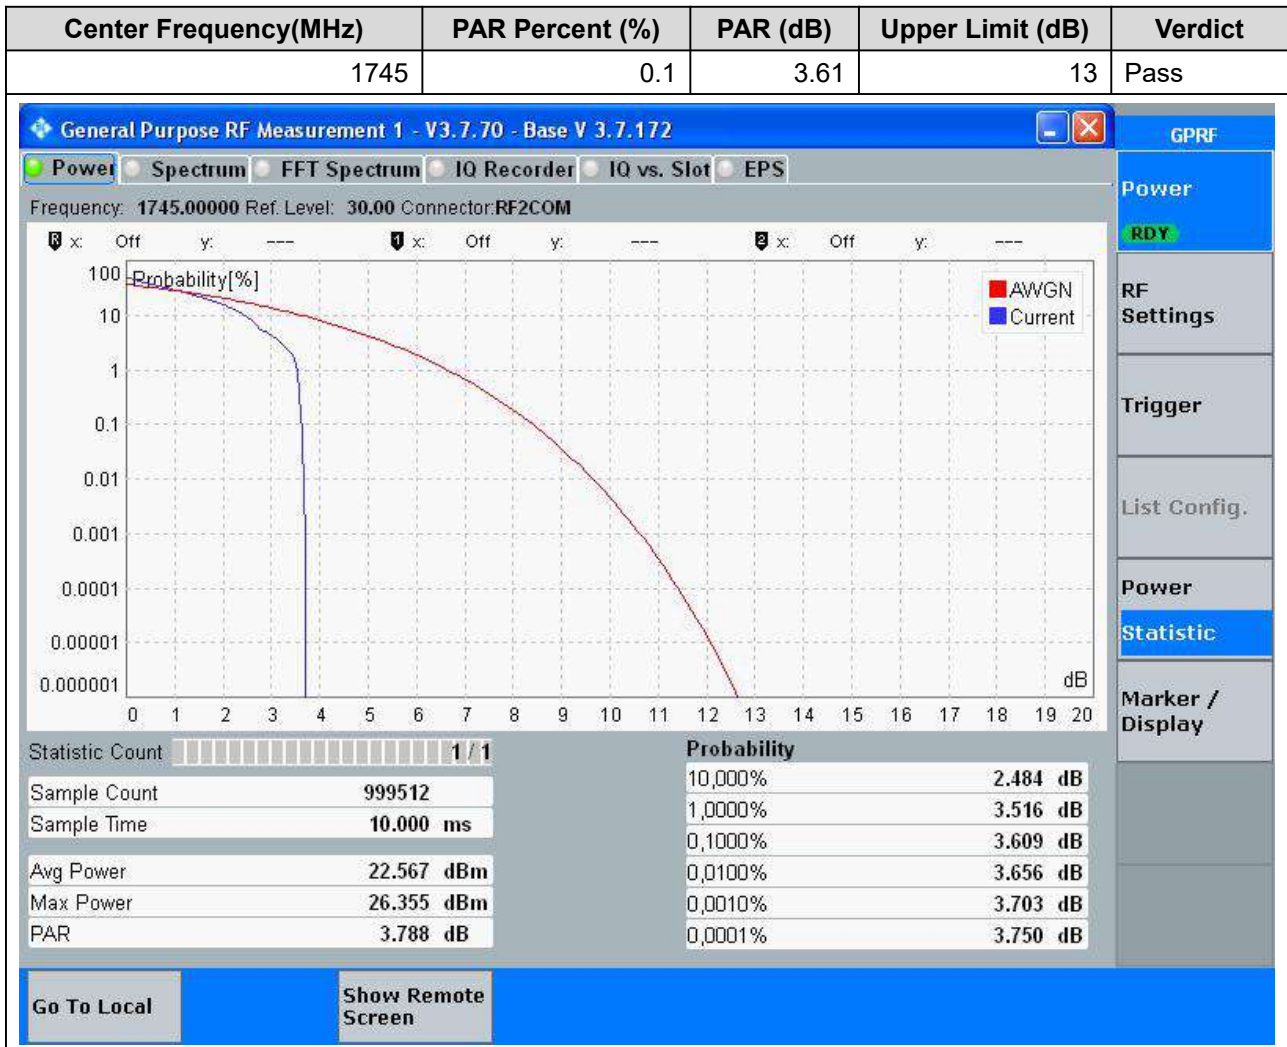 Center Frequency(MHz) PAR Percent (%) PAR (dB) Upper Limit (dB) Verdict
1745 0.1 3.61 13 Pass
General Purpose RF Measurement 1 - V3.7.70 - Base V 3.7.172
GPRF
Power Spectrum FFT Spectrum IQ Recorder IQ vs. Slot EPS
Power
RDY
Frequency: 1745.00000 Ref. Level: 30.00 Connector:RF2COM
R x: Off y: --- 1 x: Off y: --- 2 x: Off y: ---
Probability[%]
AWGN
Current
100
10
1
0.1
0.01
0.001
0.0001
0.00001
0.000001
dB
0 1 2 3 4 5 6 7 8 9 10 11 12 13 14 15 16 17 18 19 20
RF
Settings
Trigger
List Config.
Power
Statistic
Marker /
Display
Statistic Count 1 / 1
Sample Count 999512
Sample Time 10.000 ms
Avg Power 22.567 dBm
Max Power 26.355 dBm
PAR 3.788 dB
Probability
10,000% 2.484 dB
1,0000% 3.516 dB
0,1000% 3.609 dB
0,0100% 3.656 dB
0,0010% 3.703 dB
0,0001% 3.750 dB
Go To Local
Show Remote
Screen